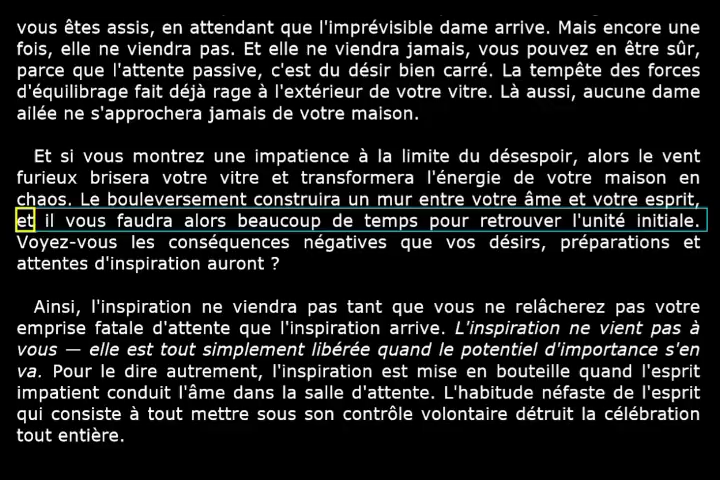 vous êtes assis, en attendant que l'imprévisible dame arrive. Mais encore une
fois, elle ne viendra pas. Et elle ne viendra jamais, vous pouvez en être sûr,
parce que l'attente passive, c'est du désir bien carré. La tempête des forces
d'équilibrage fait déjà rage à l'extérieur de votre vitre. Là aussi, aucune dame
ailée ne s'approchera jamais de votre maison.
Et si vous montrez une impatience à la limite du désespoir, alors le vent
furieux brisera votre vitre et transformera l'énergie de votre maison en
chaos. Le bouleversement construira un mur entre votre âme et votre esprit,
et il vous faudra alors beaucoup de temps pour retrouver l'unité initiale.
Voyez-vous les conséquences négatives que vos désirs, préparations et
attentes d'inspiration auront ?
Ainsi, l'inspiration ne viendra pas tant que vous ne relâcherez pas votre
emprise fatale d'attente que l'inspiration arrive. L'inspiration ne vient pas à
vous — elle est tout simplement libérée quand le potentiel d'importance s'en
va. Pour le dire autrement, l'inspiration est mise en bouteille quand l'esprit
impatient conduit l'âme dans la salle d'attente. L'habitude néfaste de l'esprit
qui consiste à tout mettre sous son contrôle volontaire détruit la célébration
tout entière.